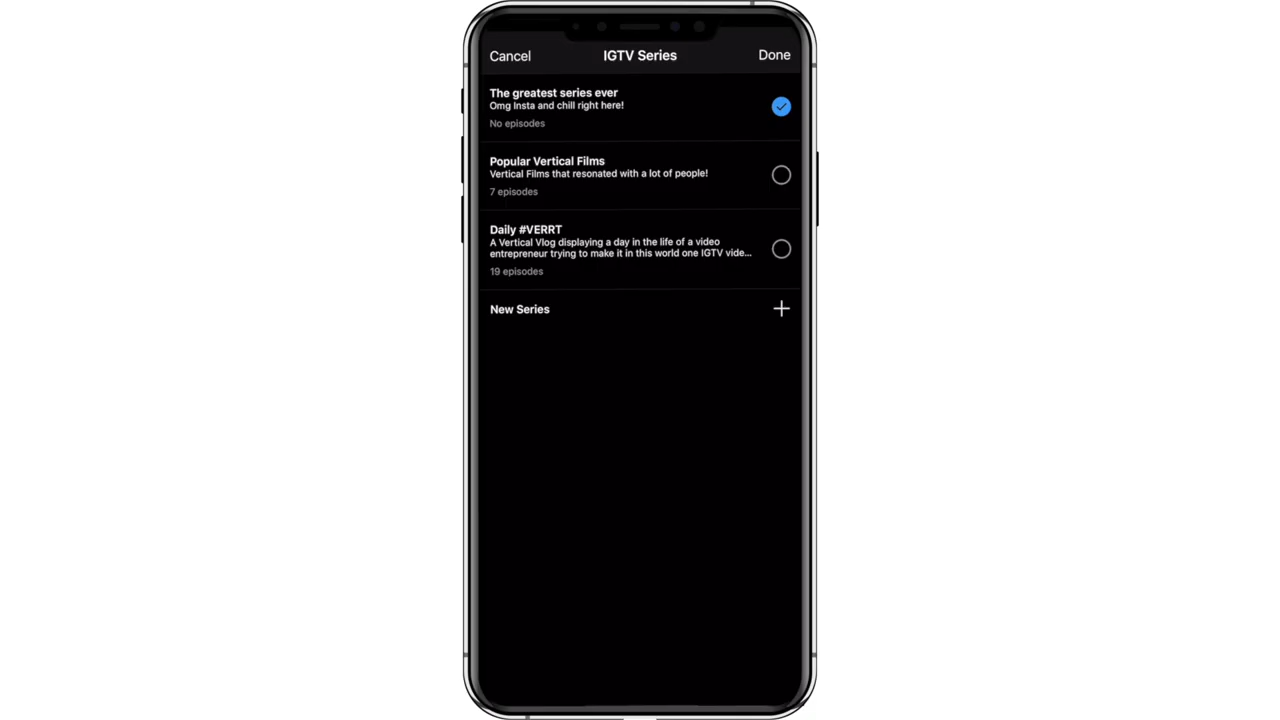 Cancel IGTV Series Done
The greatest series ever
Omg Insta and chill right here!
No episodes
Popular Vertical Films
Vertical Films that resonated with a lot of people!
7 episodes
Daily #VERRT
A Vertical Vlog displaying a day in the life of a video
entrepreneur trying to make it in this world one IGTV vide...
19 episodes
New Series